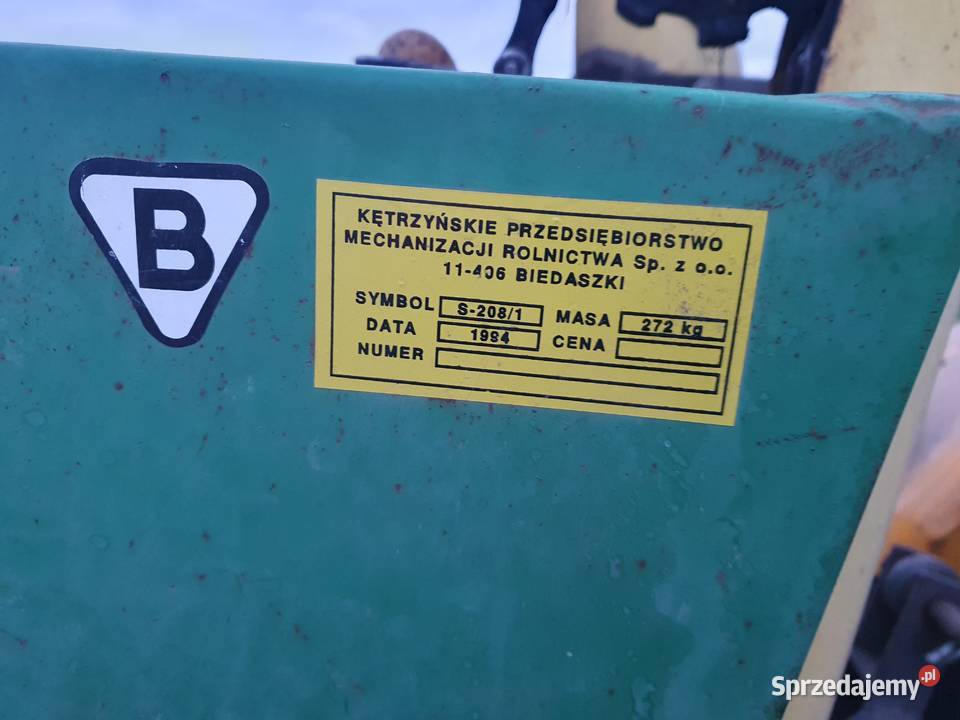 B
KĘTRZYŃSKIE PRZEDSIĘBIORSTWO
MECHANIZACJI ROLNICTWA Sp. z o.o.
11-406 BIEDASZKI
SYMBOL S-208/1 MASA 272 kg
DATA 1994 CENA
NUMER
Sprzedajemy.pl